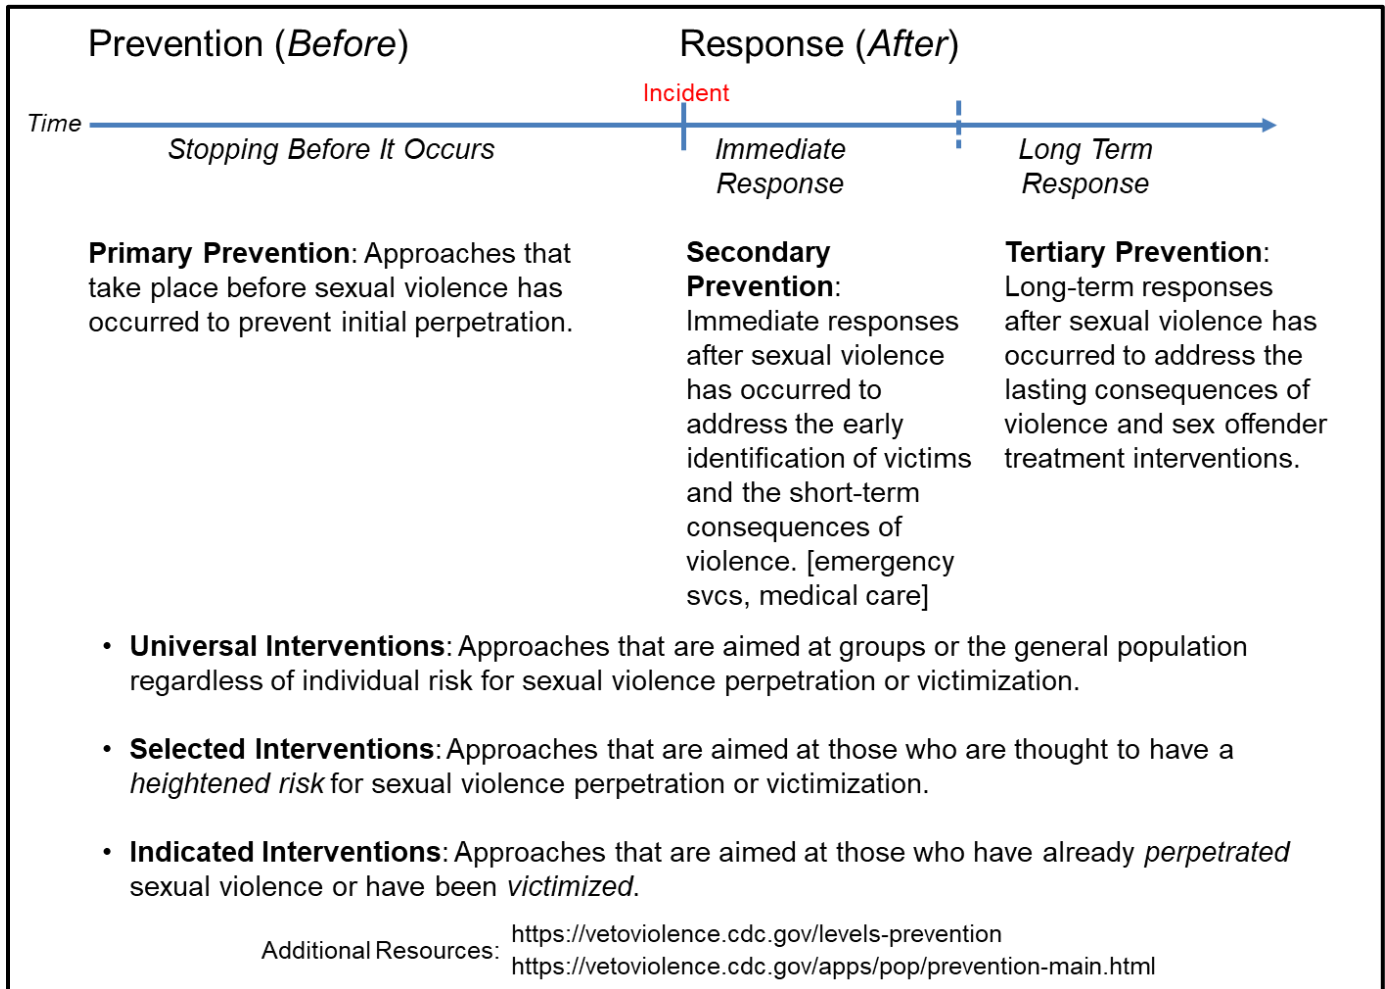 Prevention (Before)
Response (After)
Incident
Time
Stopping Before It Occurs
Immediate
Response
Long Term
Response
Primary Prevention: Approaches that
take place before sexual violence has
occurred to prevent initial perpetration.
Secondary
Prevention:
Immediate responses
after sexual violence
has occurred to
address the early
identification of victims
and the short-term
consequences of
violence. [emergency
svcs, medical care]
Tertiary Prevention:
Long-term responses
after sexual violence has
occurred to address the
lasting consequences of
violence and sex offender
treatment interventions.
• Universal Interventions: Approaches that are aimed at groups or the general population
regardless of individual risk for sexual violence perpetration or victimization.
• Selected Interventions: Approaches that are aimed at those who are thought to have a
heightened risk for sexual violence perpetration or victimization.
• Indicated Interventions: Approaches that are aimed at those who have already perpetrated
sexual violence or have been victimized.
Additional Resources:
https://vetoviolence.cdc.gov/levels-prevention
https://vetoviolence.cdc.gov/apps/pop/prevention-main.html